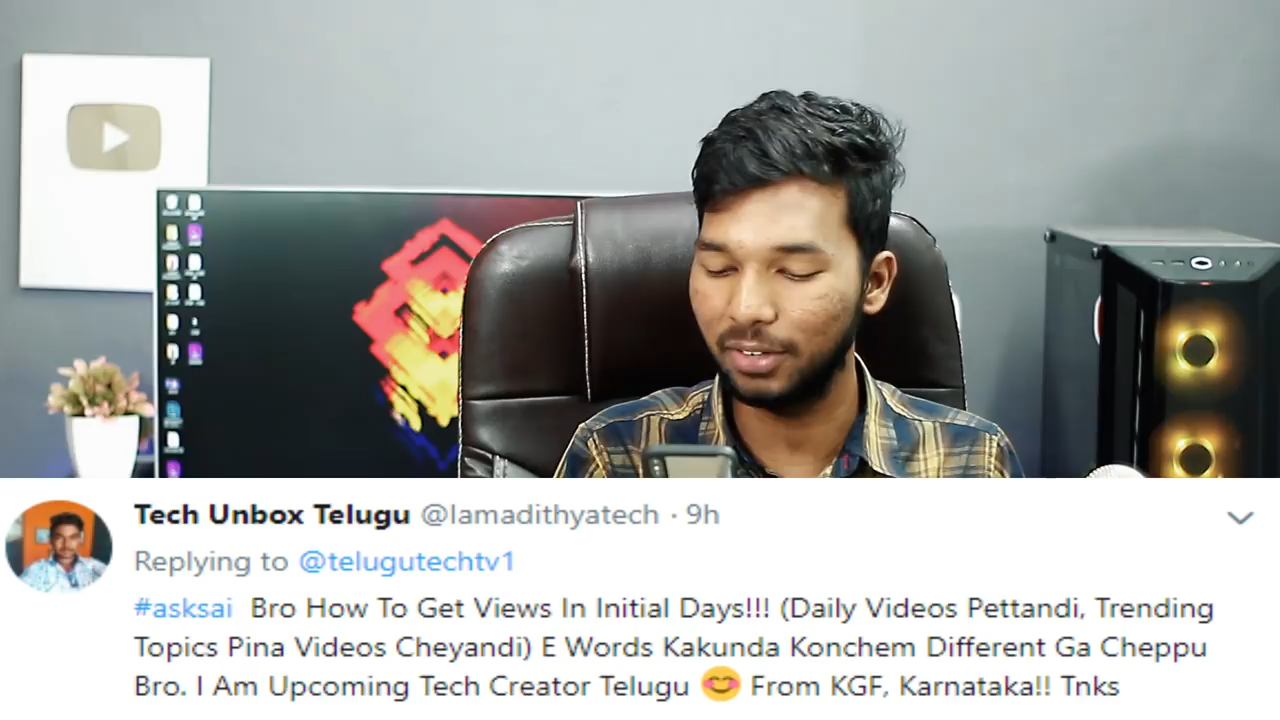 Tech Unbox Telugu @Iamadithyatech · 9h
Replying to @telugutechtv1
#asksai Bro How To Get Views In Initial Days!!! (Daily Videos Pettandi, Trending
Topics Pina Videos Cheyandi) E Words Kakunda Konchem Different Ga Cheppu
Bro. I Am Upcoming Tech Creator Telugu 😊 From KGF, Karnataka!! Tnks